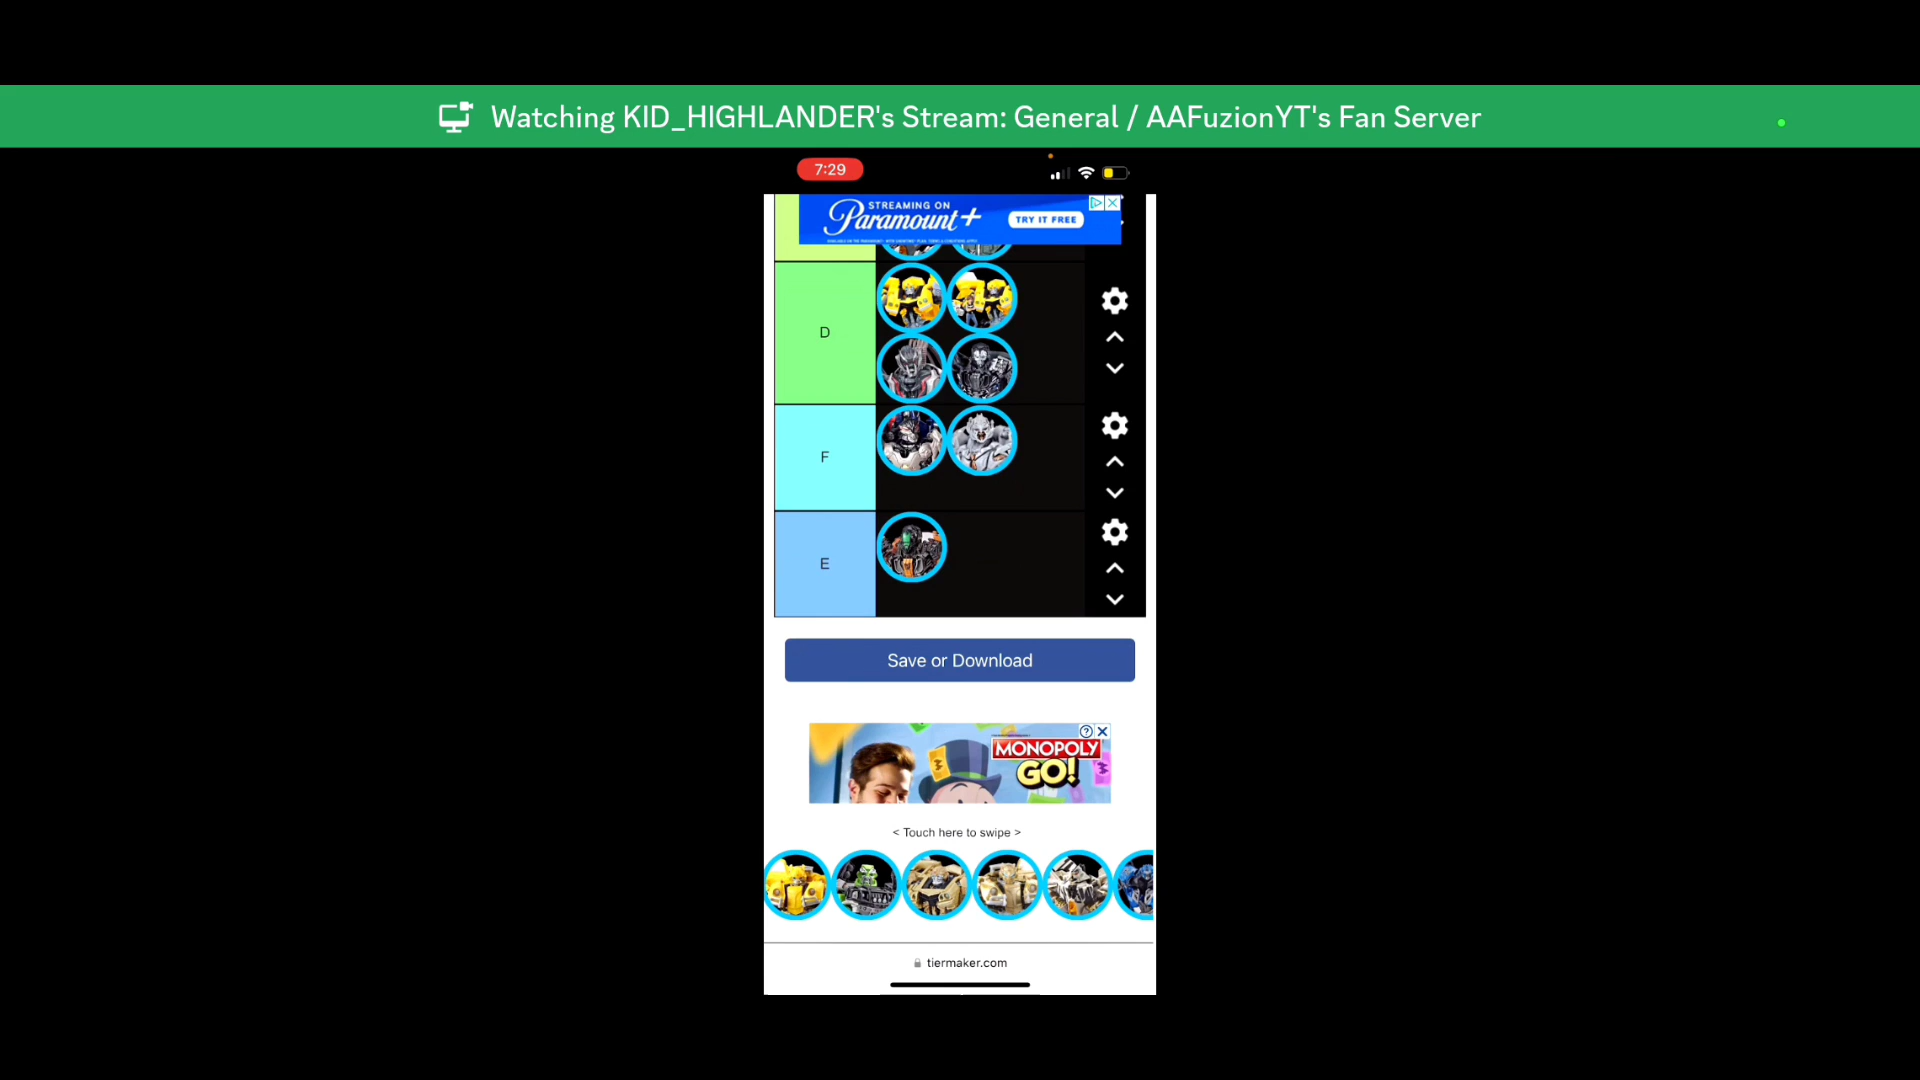 Watching KID_HIGHLANDER's Stream: General / AAFuzionYT's Fan Server
7:29
STREAMING ON
Paramount+
TRY IT FREE
D
F
E
Save or Download
MONOPOLY
GO!
< Touch here to swipe >
tiermaker.com